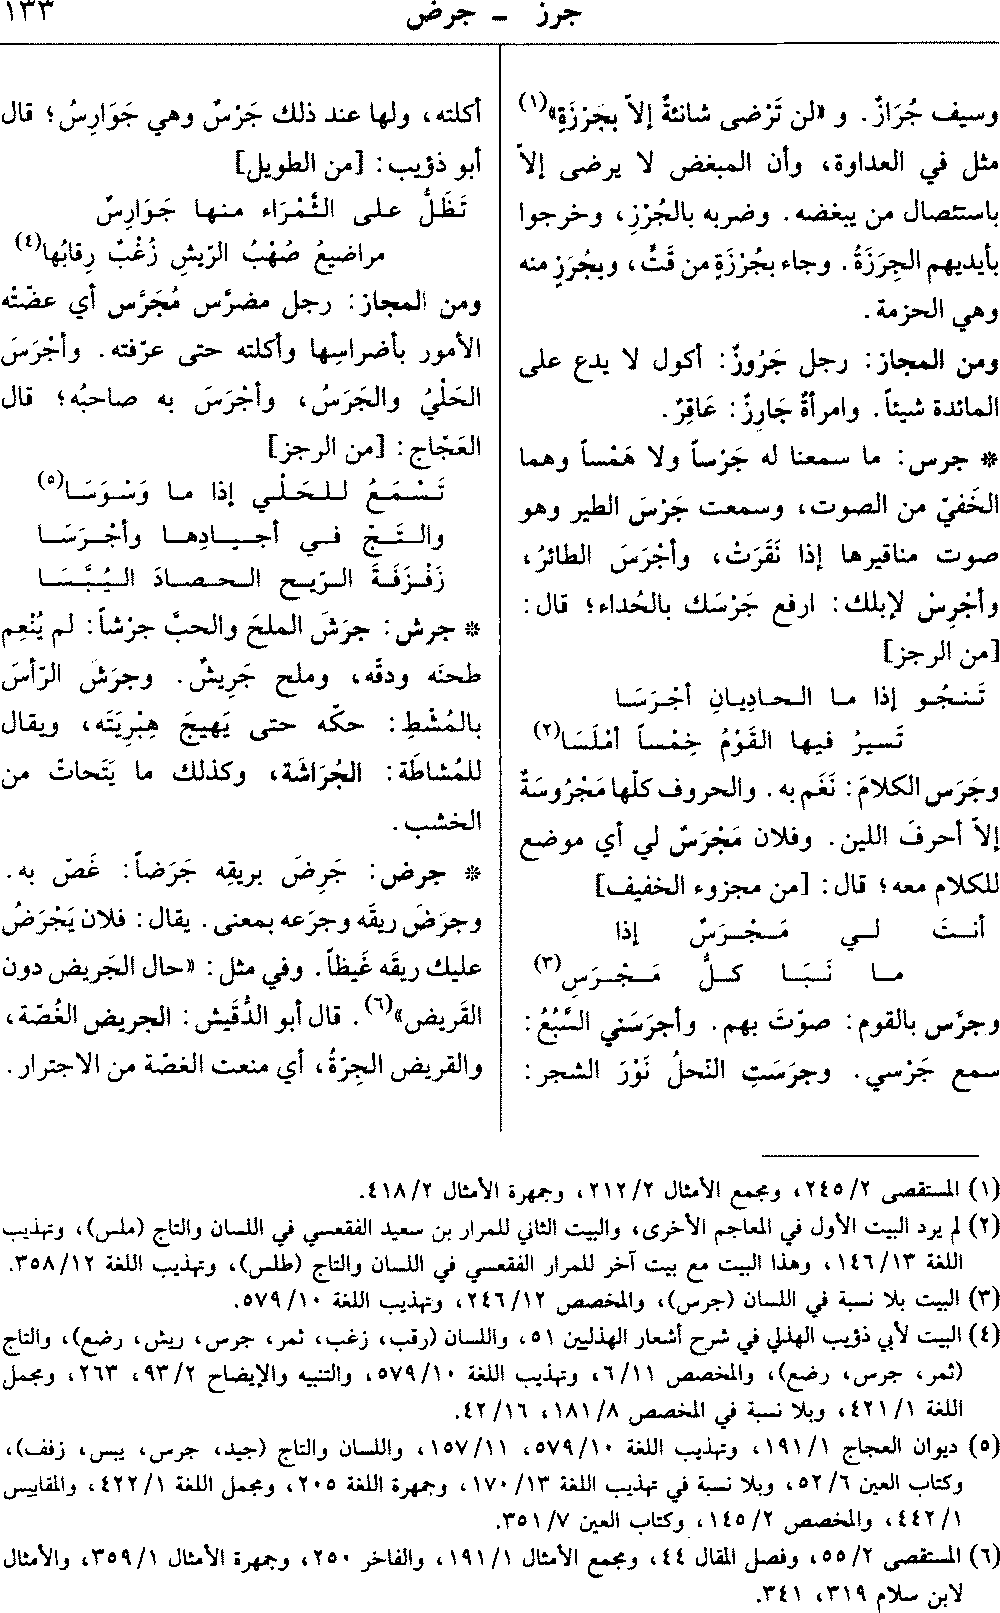 جرز - جرض
١٣٣
وسيف جُرَازٌ. و «لن تَرْضى شانئةٌ إلاّ بجَرْزَةٍ»(١)
مثل في العداوة، وأن المبغض لا يرضى إلاّ
باستئصال من يبغضه. وضربه بالجُرْزِ، وخرجوا
بأيديهم الجِرَزَةُ. وجاء بجُرْزَةٍ من قَتٍّ، وبجُرَزٍ منه
وهي الحزمة.
ومن المجاز: رجل جَرُوزٌ: أكول لا يدع على
المائدة شيئاً. وامرأةٌ جَارِزٌ: عَاقِرٌ.
* جرس: ما سمعنا له جَرْساً ولا هَمْساً وهما
الخَفيّ من الصوت، وسمعت جَرْسَ الطير وهو
صوت مناقيرها إذا نَقَرَتْ، وأجْرَسَ الطائرُ،
وأجْرِسْ لإبلك: ارفع جَرْسَك بالحُداء؛ قال:
[من الرجز]
تَنجُو إذا ما الحادِيانِ أجْرَسَا
تَسيرُ فيها القَوْمُ خِمْساً أمْلَسَا(٢)
وجَرَس الكلامَ: نَغَم به. والحروف كلّها مَجْرُوسَةٌ
إلاّ أحرفَ اللين. وفلان مَجْرَسٌ لي أي موضع
للكلام معه؛ قال: [من مجزوء الخفيف]
أنتَ لي مَجْرَسٌ إذا
ما نَبَا كلُّ مَجْرَسِ(٣)
وجرَّس بالقوم: صوّتَ بهم. وأجرَسَني السَّبُعُ:
سمع جَرْسي. وجرَسَتِ النّحلُ نَوْرَ الشجر:
أكلته، ولها عند ذلك جَرْسٌ وهي جَوَارِسُ؛ قال
أبو ذؤيب: [من الطويل]
تَظَلُّ على الثَّمْرَاء منها جَوَارِسٌ
مراضيعُ صُهْبُ الرّيشِ زُغْبٌ رِقابُها(٤)
ومن المجاز: رجل مضرَّس مُجَرَّس أي عضّتْه
الأمور بأضراسِها وأكلته حتى عرّفته. وأجْرَسَ
الحَلْيُ والجَرَسُ، وأجْرَسَ به صاحبُه؛ قال
العَجّاج: [من الرجز]
تَسْمَعُ للحَلْيِ إذا ما وَسْوَسَا(٥)
والتَجّ في أجيادِها وأجْرَسَا
زَفْزَفَةَ الرّيح الحصادَ اليُبَّسَا
* جرش: جرَشَ الملحَ والحبَّ جرْشاً: لم يُنْعِم
طحنَه ودقّه، وملح جَرِيشٌ. وجرَشَ الرّأسَ
بالمُشْطِ: حكّه حتى يَهيجَ هِبْرِيَتَه، ويقال
للمُشاطَة: الجُرَاشَة، وكذلك ما يَتَحاتّ من
الخشب.
* جرض: جَرِضَ بريقِه جَرَضاً: غَصّ به.
وجرَضَ ريقَه وجرَعه بمعنى. يقال: فلان يَجْرَضُ
عليك ريقَه غَيظاً. وفي مثل: «حال الجَريض دون
القَريض»(٦). قال أبو الدُّقَيش: الجريض الغُصّة،
والقريض الجِرّةُ، أي منعت الغصّة من الاجترار.
(١) المستقصى ٢٤٥/٢، ومجمع الأمثال ٢١٢/٢، وجمهرة الأمثال ٤١٨/٢.
(٢) لم يرد البيت الأول في المعاجم الأخرى، والبيت الثاني للمرار بن سعيد الفقعسي في اللسان والتاج (ملس)، وتهذيب
اللغة ١٤٦/١٣، وهذا البيت مع بيت آخر للمرار الفقعسي في اللسان والتاج (طلس)، وتهذيب اللغة ٣٥٨/١٢.
(٣) البيت بلا نسبة في اللسان (جرس)، والمخصص ٢٤٦/١٢، وتهذيب اللغة ٥٧٩/١٠.
(٤) البيت لأبي ذؤيب الهذلي في شرح أشعار الهذليين ٥١، واللسان (رقب، زغب، ثمر، جرس، ريش، رضع)، والتاج
(ثمر، جرس، رضع)، والمخصص ٦/١١، وتهذيب اللغة ٥٧٩/١٠، والتنبيه والإيضاح ٩٣/٢، ٢٦٣، ومجمل
اللغة ٤٢١/١، وبلا نسبة في المخصص ١٨١/٨، ٤٢/١٦.
(٥) ديوان العجاج ١٩١/١، وتهذيب اللغة ٥٧٩/١٠، ١٥٧/١١، واللسان والتاج (جيد، جرس، يبس، زفف)،
وكتاب العين ٥٢/٦، وبلا نسبة في تهذيب اللغة ١٧٠/١٣، وجمهرة اللغة ٢٠٥، ومجمل اللغة ٤٢٢/١، والمقاييس
٤٤٢/١، والمخصص ١٤٥/٢، وكتاب العين ٣٥١/٧.
(٦) المستقصى ٥٥/٢، وفصل المقال ٤٤، ومجمع الأمثال ١٩١/١، والفاخر ٢٥٠، وجمهرة الأمثال ٣٥٩/١، والأمثال
لابن سلام ٣١٩، ٣٤١.